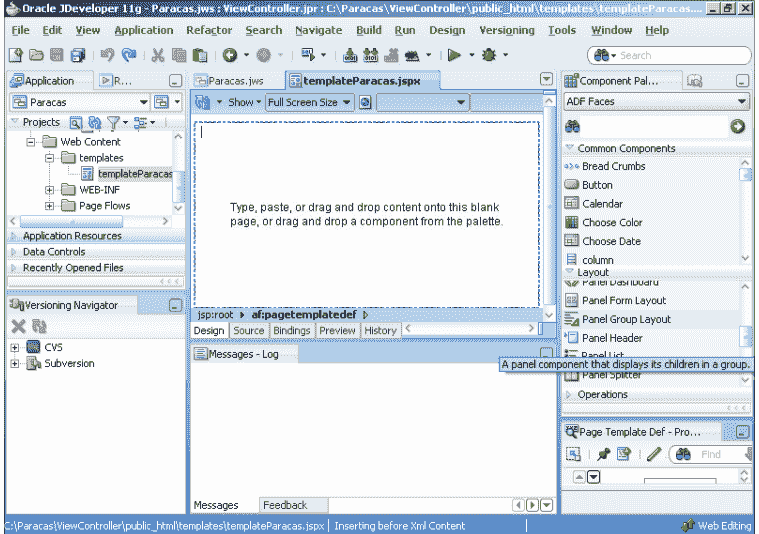 Oracle JDeveloper 11g - Paracas.jws : ViewController.jpr : C:\Paracas\ViewController\public_html\templates\templateParacas....
File Edit View Application Refactor Search Navigate Build Run Design Versigning Tools Window Help
Search
Application R...
Paracas.jws templateParacas.jspx
Component Pal...
Paracas
Show Full Screen Size
ADF Faces
Projects
Web Content
templates
templateParacas
WEB-INF
Page Flows
Application Resources
Data Controls
Recently Opened Files
Versioning Navigator
CVS
Subversion
Type, paste, or drag and drop content onto this blank
page, or drag and drop a component from the palette.
jsp:root af:pagetemplatedef
Design Source Bindings Preview History
Messages - Log
Messages Feedback
Common Components
Bread Crumbs
Button
Calendar
Choose Color
Choose Date
column
Layout
Panel Dashboard
Panel Form Layout
Panel Group Layout
Panel Header
Panel List
A panel component that displays its children in a group.
Panel Splitter
Operations
Page Template Def - Pro...
Find
C:\Paracas\ViewController\public_html\templates\templateParacas.jspx Inserting before Xml Content Web Editing